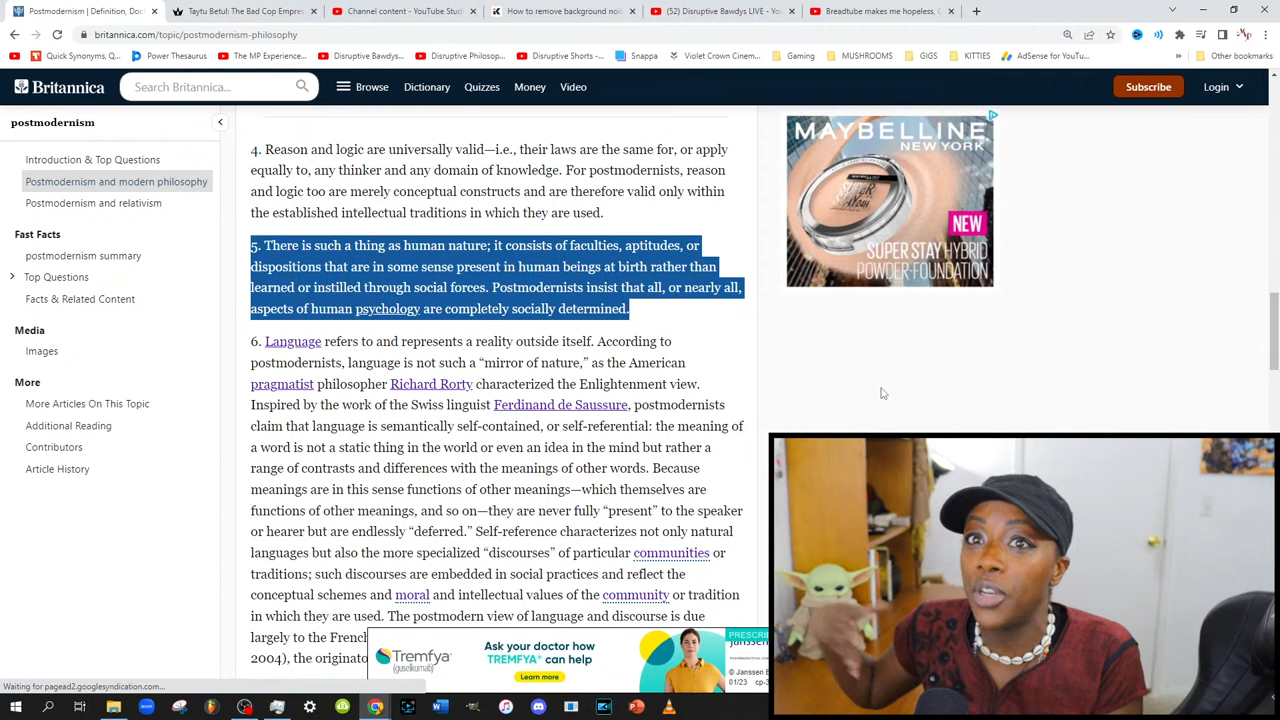 Postmodernism | Definition, Doct
Taytu Betul: The Bad Cop Empres
Channel content - YouTube Studi
How to remove background nois
(52) Disruptive Bawdys LIVE - Yo
Breadtube makes me hopeless, C
britannica.com/topic/postmodernism-philosophy
Quick Synonyms, Q...
Power Thesaurus
The MP Experience...
Disruptive Bawdys...
Disruptive Philosop...
Disruptive Shorts -...
Snappa
Violet Crown Cinem...
Gaming
MUSHROOMS
GIGS
KITTIES
AdSense for YouTu...
Other bookmarks
Britannica
Search Britannica...
Browse
Dictionary
Quizzes
Money
Video
Subscribe
Login
postmodernism
Introduction & Top Questions
Postmodernism and modern philosophy
Postmodernism and relativism
Fast Facts
postmodernism summary
Top Questions
Facts & Related Content
Media
Images
More
More Articles On This Topic
Additional Reading
Contributors
Article History
4. Reason and logic are universally valid—i.e., their laws are the same for, or apply
equally to, any thinker and any domain of knowledge. For postmodernists, reason
and logic too are merely conceptual constructs and are therefore valid only within
the established intellectual traditions in which they are used.
5. There is such a thing as human nature; it consists of faculties, aptitudes, or
dispositions that are in some sense present in human beings at birth rather than
learned or instilled through social forces. Postmodernists insist that all, or nearly all,
aspects of human psychology are completely socially determined.
6. Language refers to and represents a reality outside itself. According to
postmodernists, language is not such a “mirror of nature,” as the American
pragmatist philosopher Richard Rorty characterized the Enlightenment view.
Inspired by the work of the Swiss linguist Ferdinand de Saussure, postmodernists
claim that language is semantically self-contained, or self-referential: the meaning of
a word is not a static thing in the world or even an idea in the mind but rather a
range of contrasts and differences with the meanings of other words. Because
meanings are in this sense functions of other meanings—which themselves are
functions of other meanings, and so on—they are never fully “present” to the speaker
or hearer but are endlessly “deferred.” Self-reference characterizes not only natural
languages but also the more specialized “discourses” of particular communities or
traditions; such discourses are embedded in social practices and reflect the
conceptual schemes and moral and intellectual values of the community or tradition
in which they are used. The postmodern view of language and discourse is due
largely to the French
2004), the originato
MAYBELLINE
NEW YORK
NEW
SUPER STAY HYBRID
POWDER-FOUNDATION
Tremfya
(guselkumab)
Ask your doctor how
TREMFYA® can help
Learn more
PRESCRI
Janssen
© Janssen B
01/23 cp-3
Waiting for pagead2.googlesyndication.com...